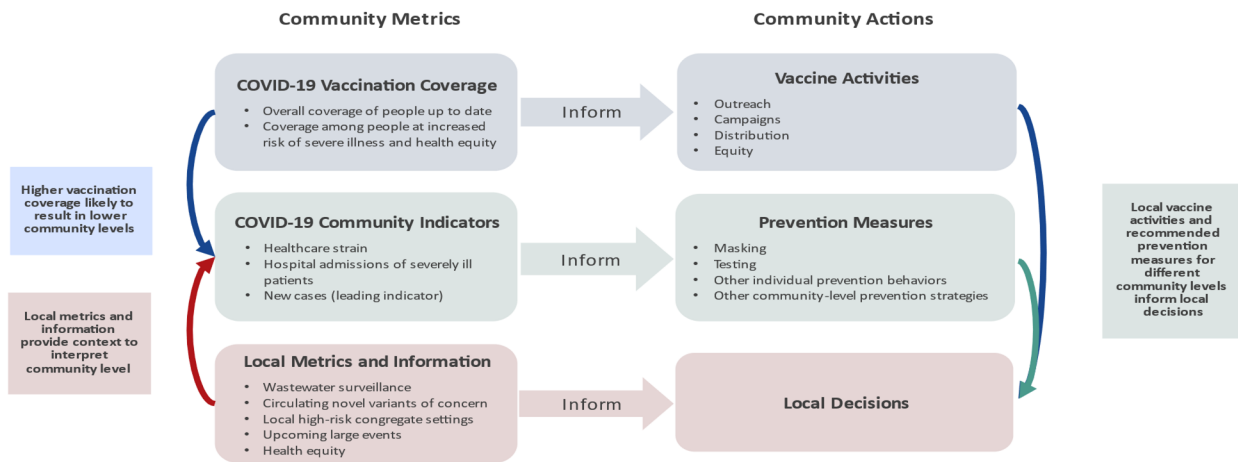 Community Metrics
Community Actions
COVID-19 Vaccination Coverage
• Overall coverage of people up to date
• Coverage among people at increased
risk of severe illness and health equity
Inform
Vaccine Activities
• Outreach
• Campaigns
• Distribution
• Equity
Higher vaccination
coverage likely to
result in lower
community levels
COVID-19 Community Indicators
• Healthcare strain
• Hospital admissions of severely ill
patients
• New cases (leading indicator)
Inform
Prevention Measures
• Masking
• Testing
• Other individual prevention behaviors
• Other community-level prevention strategies
Local vaccine
activities and
recommended
prevention
measures for
different
community levels
inform local
decisions
Local metrics and
information
provide context to
interpret
community level
Local Metrics and Information
• Wastewater surveillance
• Circulating novel variants of concern
• Local high-risk congregate settings
• Upcoming large events
• Health equity
Inform
Local Decisions